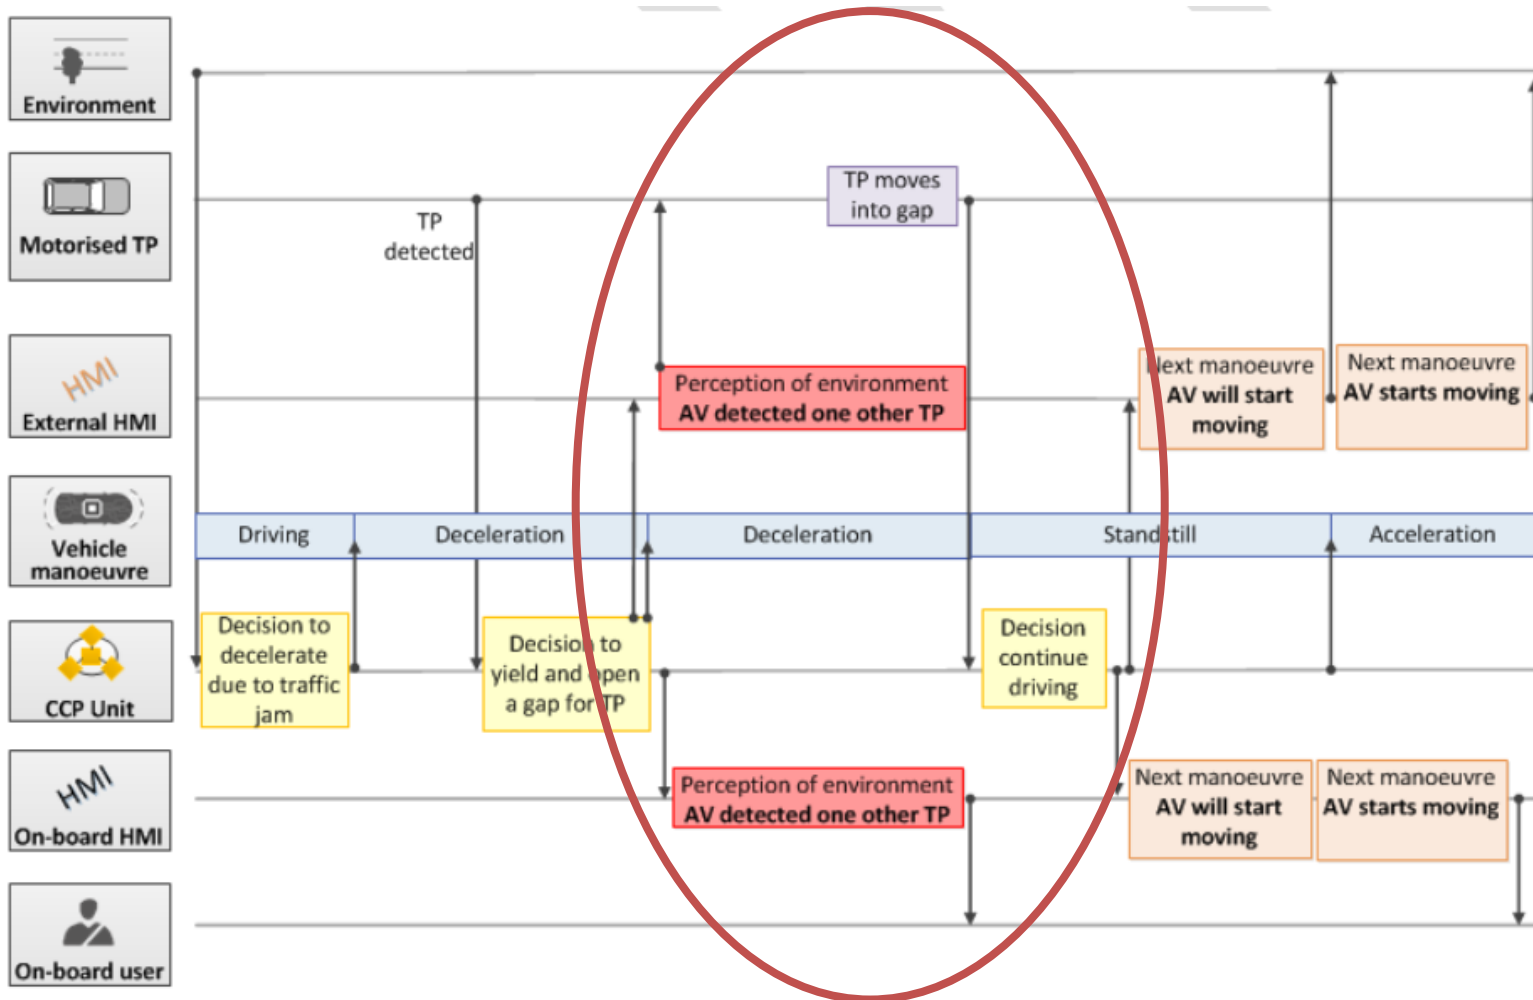 Environment
Motorised TP
TP
detected
TP moves
into gap
HMI
External HMI
Perception of environment
AV detected one other TP
Next manoeuvre
AV will start
moving
Next manoeuvre
AV starts moving
Vehicle
manoeuvre
Driving
Deceleration
Deceleration
Standstill
Acceleration
CCP Unit
Decision to
decelerate
due to traffic
jam
Decision to
yield and open
a gap for TP
Decision
continue
driving
HMI
On-board HMI
Perception of environment
AV detected one other TP
Next manoeuvre
AV will start
moving
Next manoeuvre
AV starts moving
On-board user